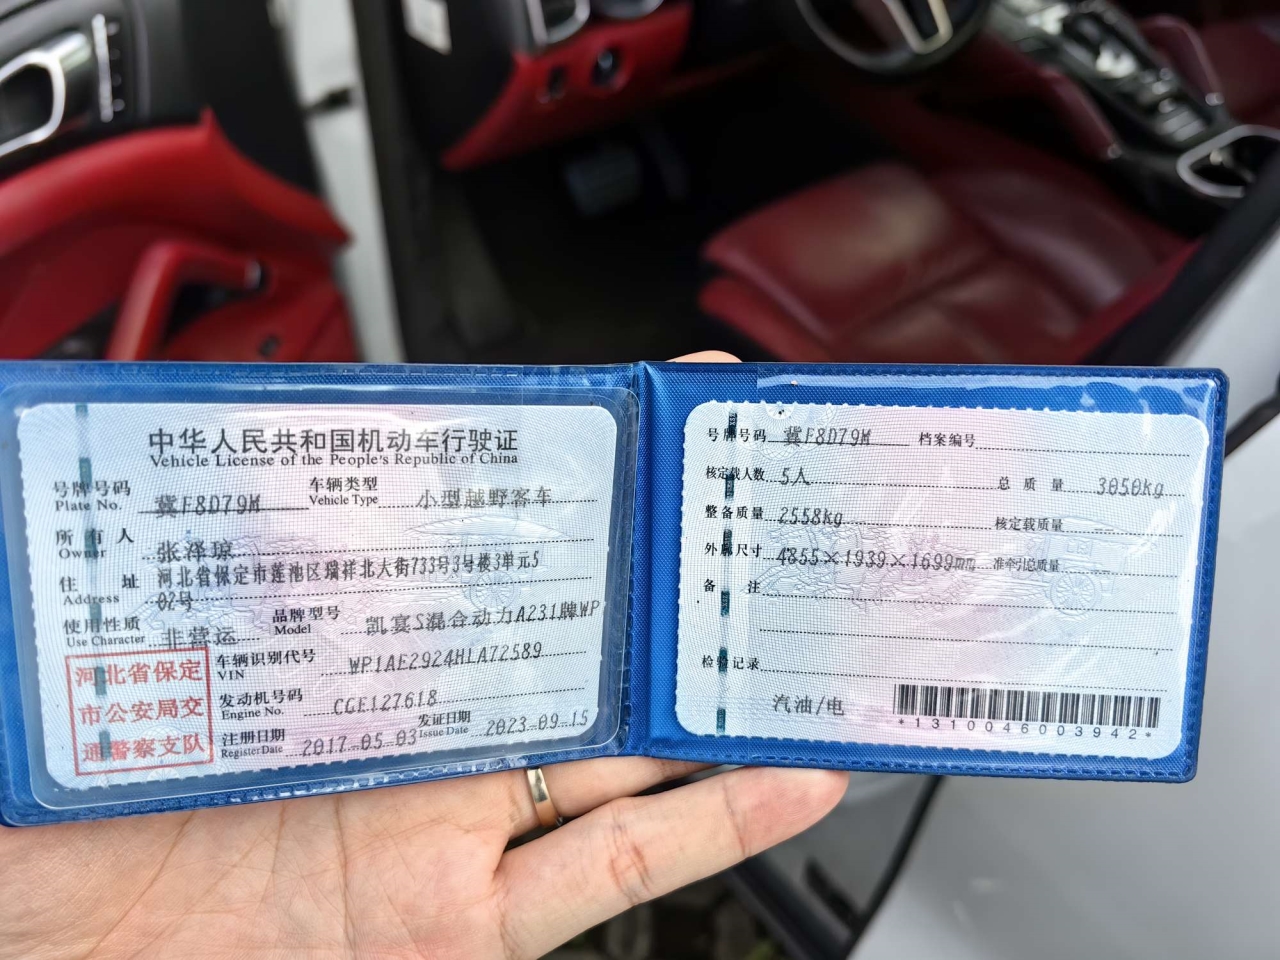 中华人民共和国机动车行驶证
Vehicle License of the People's Republic of China
号牌号码 Plate No. 冀F8D79M 车辆类型 Vehicle Type 小型越野客车
所有人 Owner 张泽琼
住址 Address 河北省保定市莲池区瑞祥北大街733号3号楼3单元5
02号
使用性质 Use Character 非营运 品牌型号 Model 凯宴S混合动力A231牌WP
河北省保定
市公安局交
通警察支队
车辆识别代号 VIN WP1AE2924HLA72589
发动机号码 Engine No. CGE127618
注册日期 Register Date 2017-05-03 发证日期 Issue Date 2023-09-15
号牌号码 冀F8D79M 档案编号
核定载人数 5人 总质量 3050kg
整备质量 2558kg 核定载质量 --
外廓尺寸 4855×1939×1699mm 准牵引总质量
备注
检验记录
汽油/电
*1310046003942*